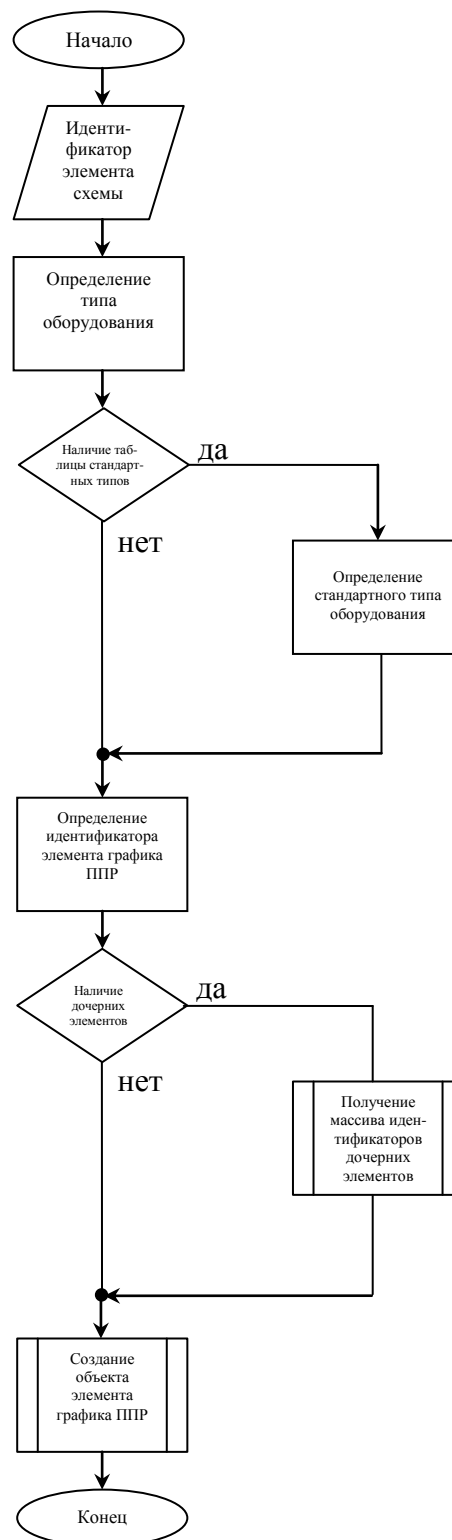 Начало
Иденти-
фикатор
элемента
схемы
Определение
типа
оборудования
Наличие таб-
лицы стандарт-
ных типов
да
нет
Определение
стандартного типа
оборудования
Определение
идентификатора
элемента графика
ППР
Наличие
дочерних
элементов
да
нет
Получение
массива иден-
тификаторов
дочерних
элементов
Создание
объекта
элемента
графика ППР
Конец